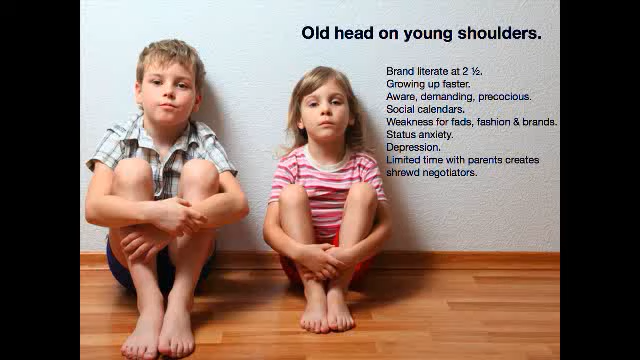 Old head on young shoulders.
Brand literate at 2 ½.
Growing up faster.
Aware, demanding, precocious.
Social calendars.
Weakness for fads, fashion & brands.
Status anxiety.
Depression.
Limited time with parents creates
shrewd negotiators.